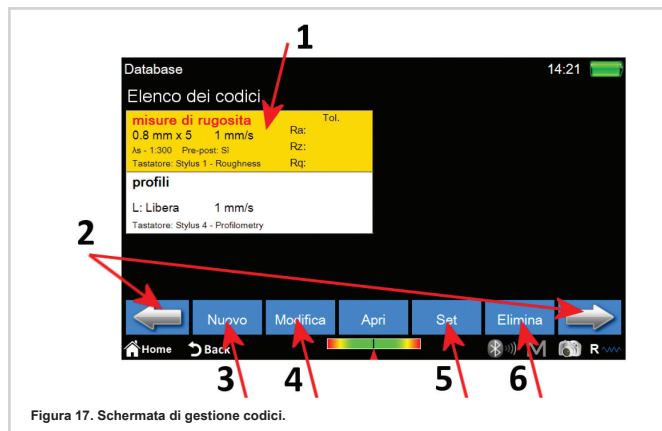 1
Database 14:21
Elenco dei codici
misure di rugosita Tol.
0.8 mm x 5 1 mm/s Ra:
λs - 1:300 Pre-post: Sì Rz:
Tastatore: Stylus 1 - Roughness Rq:
profili
L: Libera 1 mm/s
Tastatore: Stylus 4 - Profilometry
2
Nuovo Modifica Apri Set Elimina
Home Back M R
3 4 5 6
Figura 17. Schermata di gestione codici.